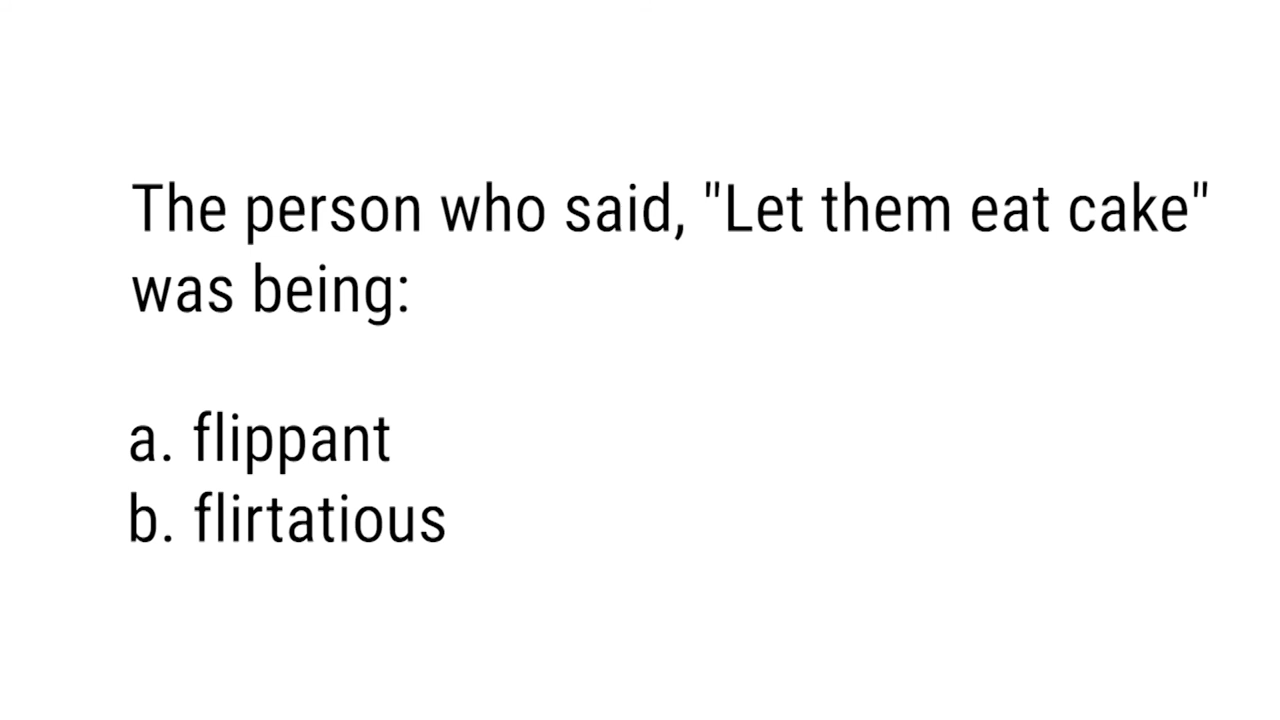 The person who said, "Let them eat cake"
was being:
a. flippant
b. flirtatious